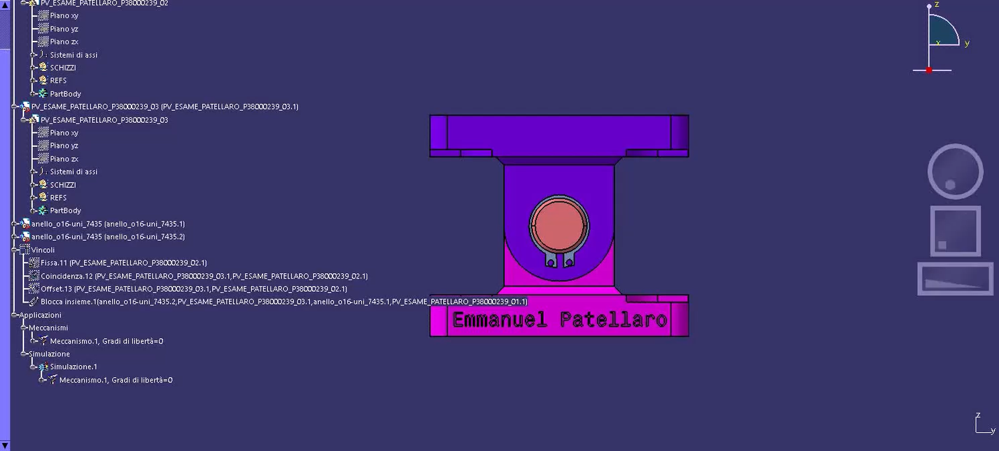 PV_ESAME_PATELLARO_P38000239_02
Piano xy
Piano yz
Piano zx
Sistemi di assi
SCHIZZI
REFS
PartBody
PV_ESAME_PATELLARO_P38000239_03 (PV_ESAME_PATELLARO_P38000239_03.1)
PV_ESAME_PATELLARO_P38000239_03
Piano xy
Piano yz
Piano zx
Sistemi di assi
SCHIZZI
REFS
PartBody
anello_o16-uni_7435 (anello_o16-uni_7435.1)
anello_o16-uni_7435 (anello_o16-uni_7435.2)
Vincoli
Fissa.11 (PV_ESAME_PATELLARO_P38000239_02.1)
Coincidenza.12 (PV_ESAME_PATELLARO_P38000239_03.1,PV_ESAME_PATELLARO_P38000239_02.1)
Offset.13 (PV_ESAME_PATELLARO_P38000239_03.1,PV_ESAME_PATELLARO_P38000239_02.1)
Blocca insieme.1(anello_o16-uni_7435.2,PV_ESAME_PATELLARO_P38000239_03.1,anello_o16-uni_7435.1,PV_ESAME_PATELLARO_P38000239_01.1)
Applicazioni
Meccanismi
Meccanismo.1, Gradi di libertà=0
Simulazione
Simulazione.1
Meccanismo.1, Gradi di libertà=0
Emmanuel Patellaro
z
x
y
z
y